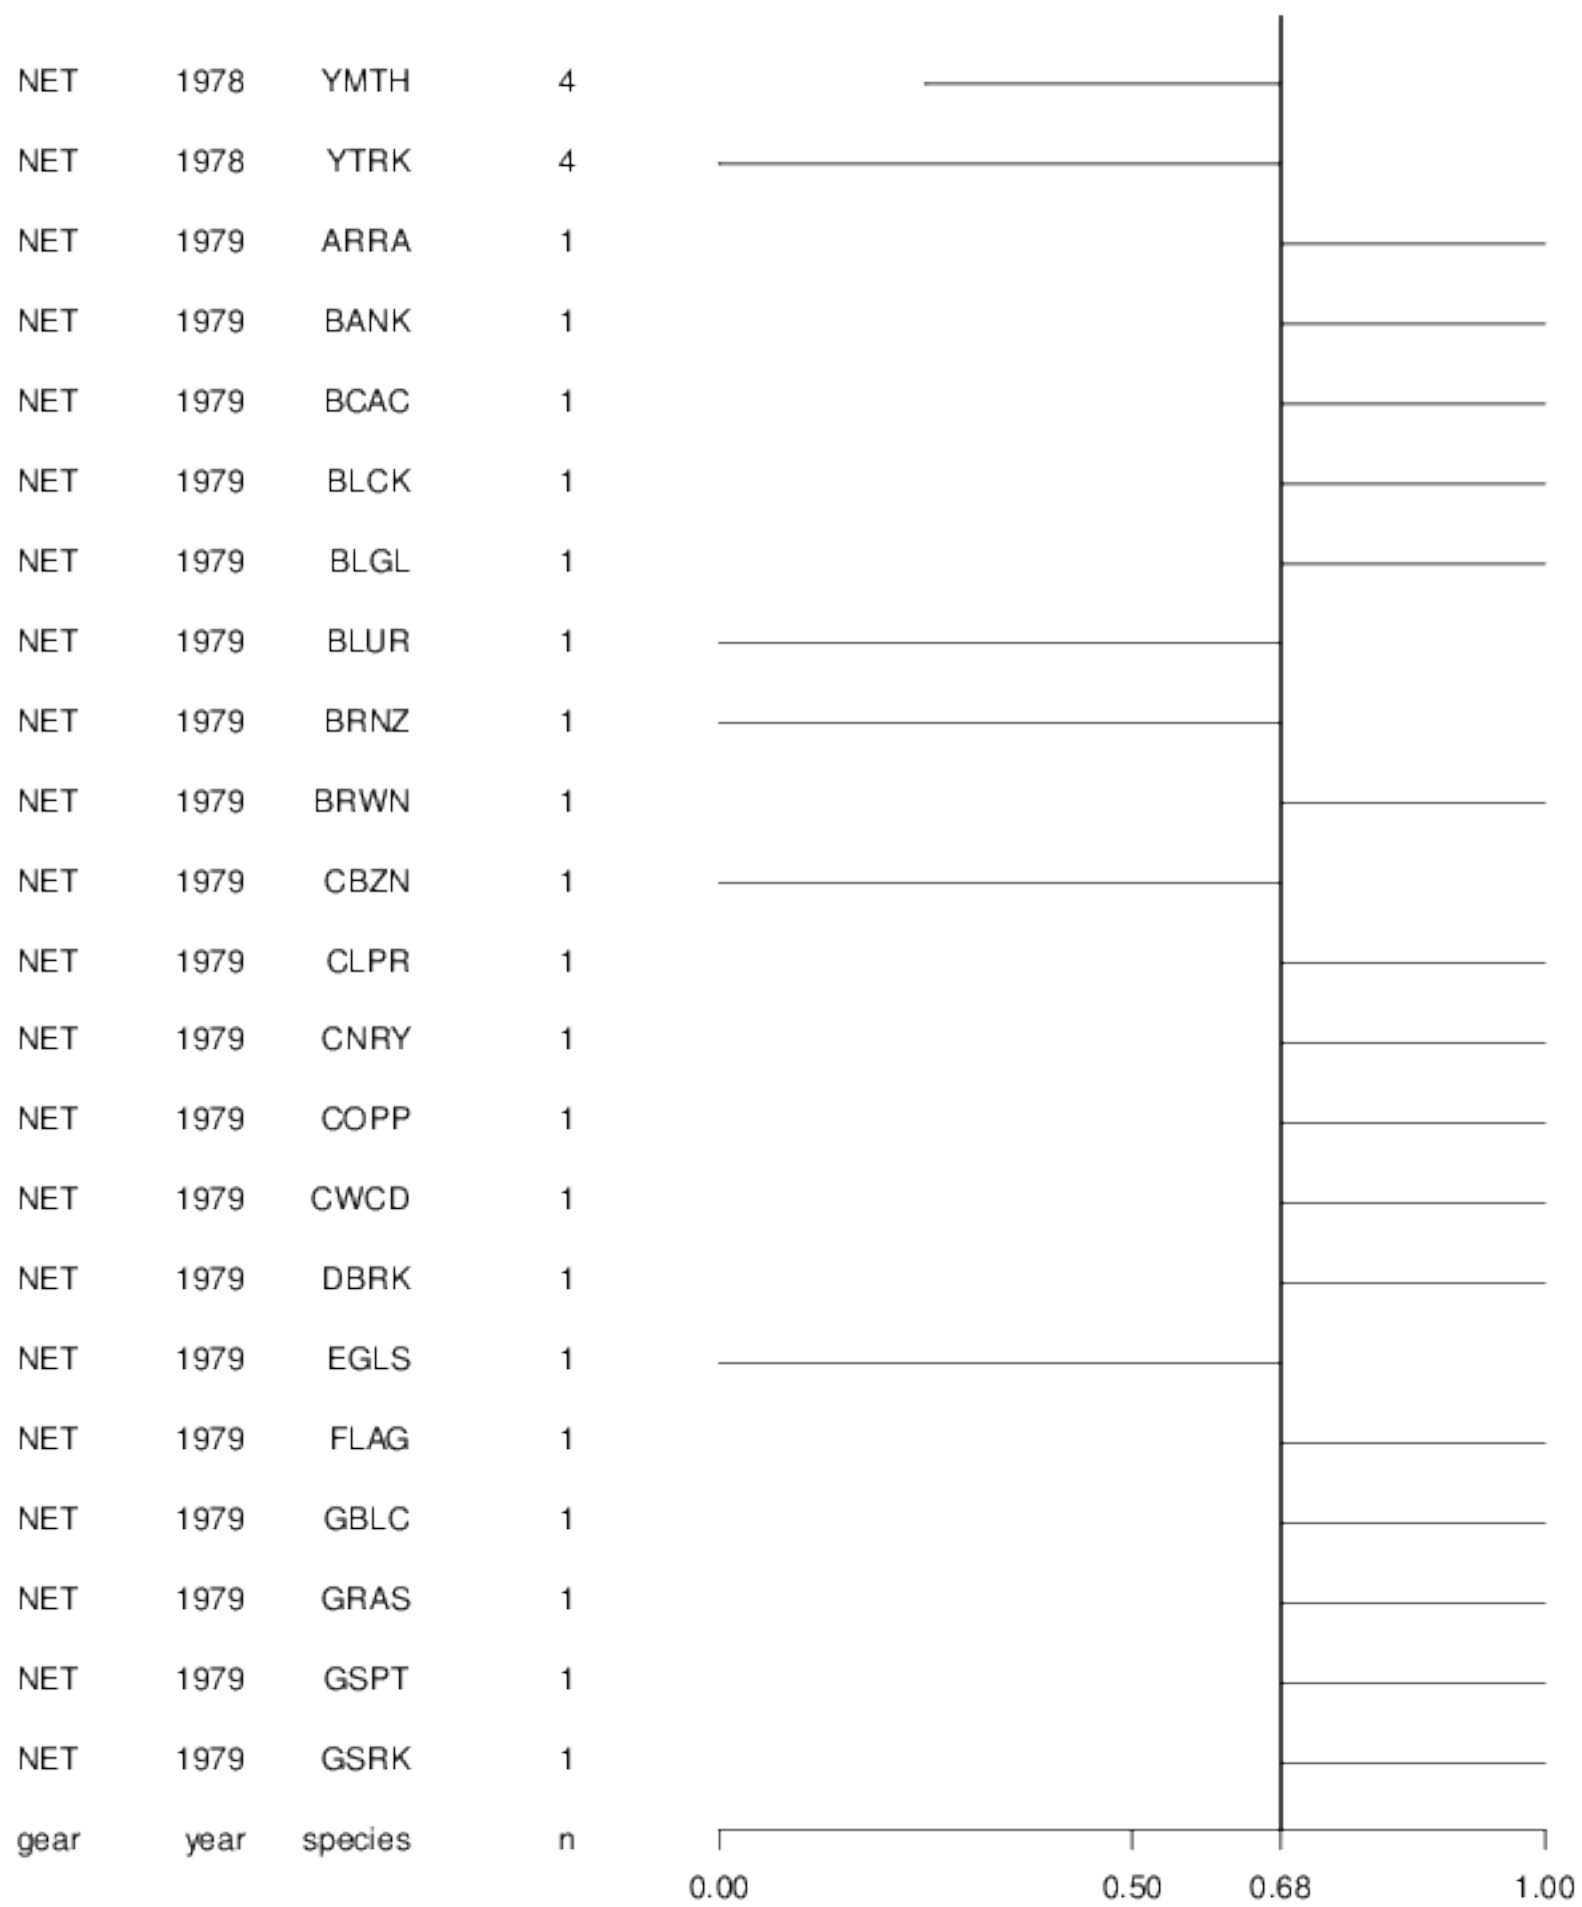 NET 1978 YMTH 4
NET 1978 YTRK 4
NET 1979 ARRA 1
NET 1979 BANK 1
NET 1979 BCAC 1
NET 1979 BLCK 1
NET 1979 BLGL 1
NET 1979 BLUR 1
NET 1979 BRNZ 1
NET 1979 BRWN 1
NET 1979 CBZN 1
NET 1979 CLPR 1
NET 1979 CNRY 1
NET 1979 COPP 1
NET 1979 CWCD 1
NET 1979 DBRK 1
NET 1979 EGLS 1
NET 1979 FLAG 1
NET 1979 GBLC 1
NET 1979 GRAS 1
NET 1979 GSPT 1
NET 1979 GSRK 1
gear year species n
0.00 0.50 0.68 1.00